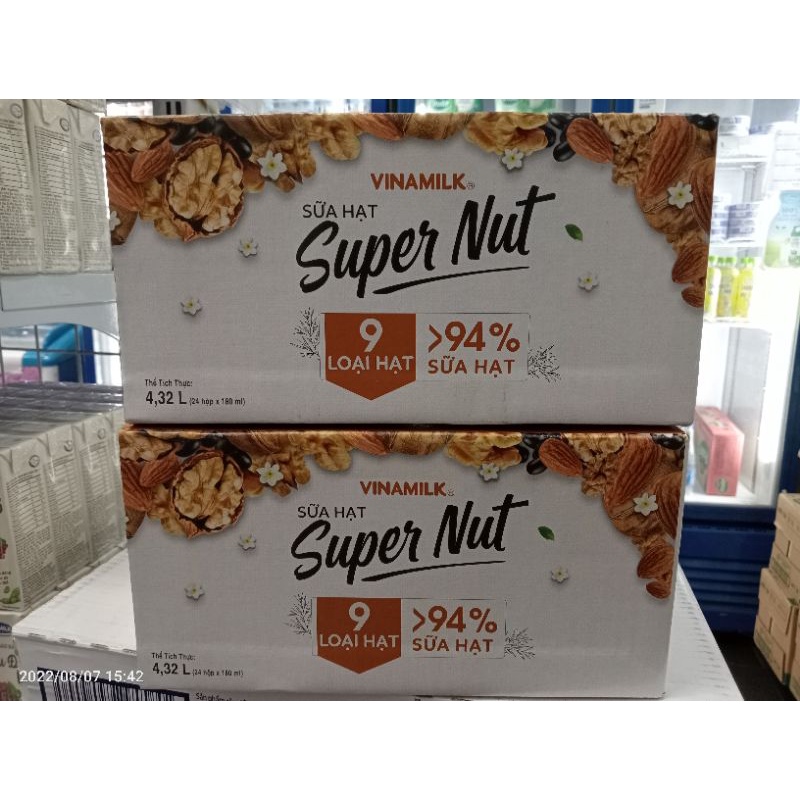 VINAMILK
SỮA HẠT
Super Nut
9
LOẠI HẠT
>94%
SỮA HẠT
Thể Tích Thực:
4,32 L (24 hộp x 180 ml)
VINAMILK
SỮA HẠT
Super Nut
9
LOẠI HẠT
>94%
SỮA HẠT
Thể Tích Thực:
4,32 L (24 hộp x 180 ml)
2022/08/07 15:42